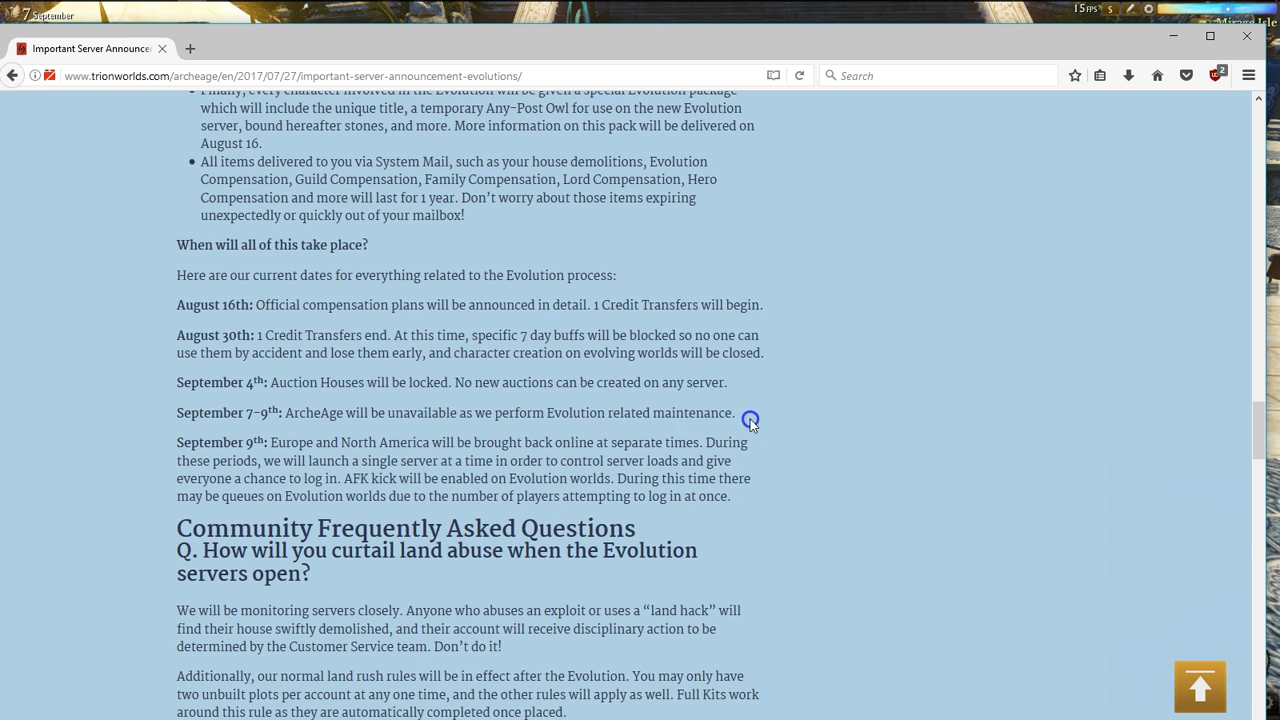 7 September
15 FPS
Mirage Isle
Important Server Announce
www.trionworlds.com/archeage/en/2017/07/27/important-server-announcement-evolutions/
Search
2
Finally, every character involved in the Evolution will be given a special Evolution package
which will include the unique title, a temporary Any-Post Owl for use on the new Evolution
server, bound hereafter stones, and more. More information on this pack will be delivered on
August 16.
• All items delivered to you via System Mail, such as your house demolitions, Evolution
Compensation, Guild Compensation, Family Compensation, Lord Compensation, Hero
Compensation and more will last for 1 year. Don’t worry about those items expiring
unexpectedly or quickly out of your mailbox!
When will all of this take place?
Here are our current dates for everything related to the Evolution process:
August 16th: Official compensation plans will be announced in detail. 1 Credit Transfers will begin.
August 30th: 1 Credit Transfers end. At this time, specific 7 day buffs will be blocked so no one can
use them by accident and lose them early, and character creation on evolving worlds will be closed.
September 4th: Auction Houses will be locked. No new auctions can be created on any server.
September 7-9th: ArcheAge will be unavailable as we perform Evolution related maintenance.
September 9th: Europe and North America will be brought back online at separate times. During
these periods, we will launch a single server at a time in order to control server loads and give
everyone a chance to log in. AFK kick will be enabled on Evolution worlds. During this time there
may be queues on Evolution worlds due to the number of players attempting to log in at once.
Community Frequently Asked Questions
Q. How will you curtail land abuse when the Evolution
servers open?
We will be monitoring servers closely. Anyone who abuses an exploit or uses a “land hack” will
find their house swiftly demolished, and their account will receive disciplinary action to be
determined by the Customer Service team. Don’t do it!
Additionally, our normal land rush rules will be in effect after the Evolution. You may only have
two unbuilt plots per account at any one time, and the other rules will apply as well. Full Kits work
around this rule as they are automatically completed once placed.